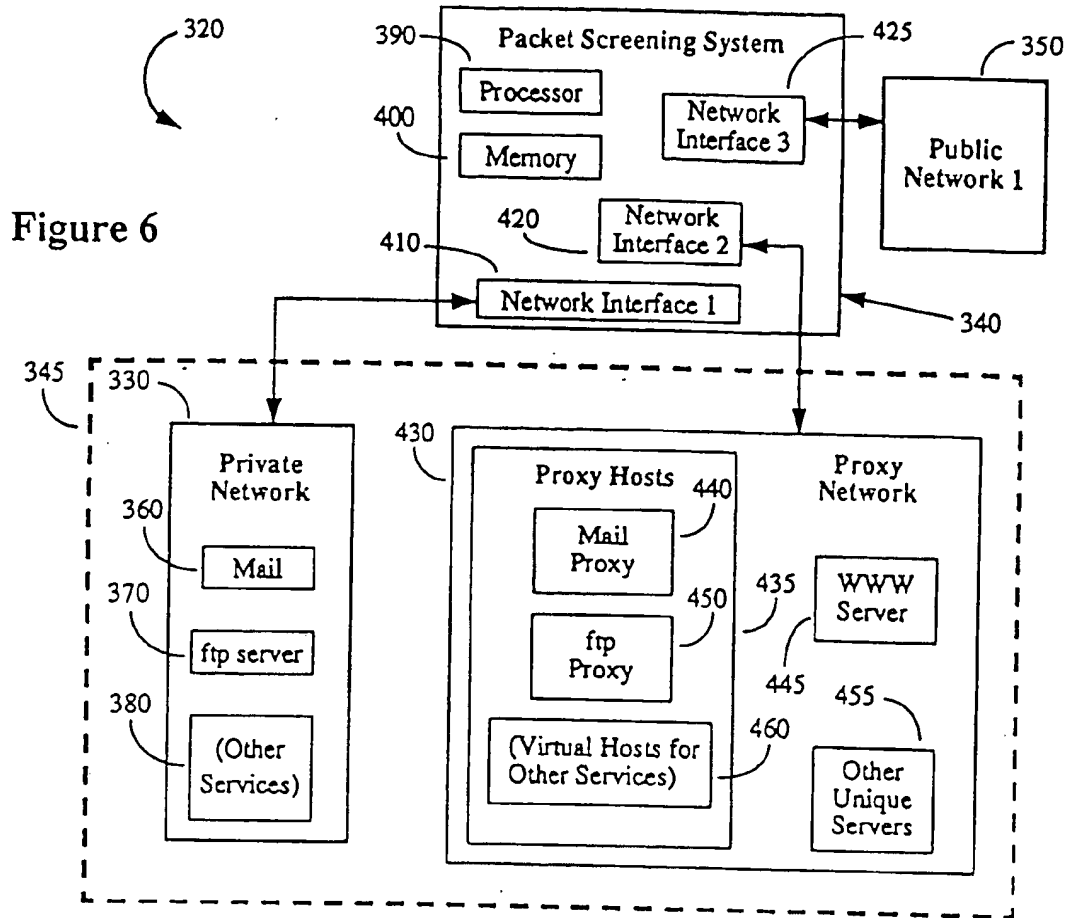 320
390
Packet Screening System
425
350
Processor
Network
Interface 3
Public
Network 1
400
Memory
Figure 6
420
Network
Interface 2
410
Network Interface 1
340
345
330
Private
Network
430
Proxy Hosts
Proxy
Network
360
Mail
440
Mail
Proxy
370
ftp server
450
ftp
Proxy
435
WWW
Server
445
380
(Other
Services)
460
(Virtual Hosts for
Other Services)
455
Other
Unique
Servers